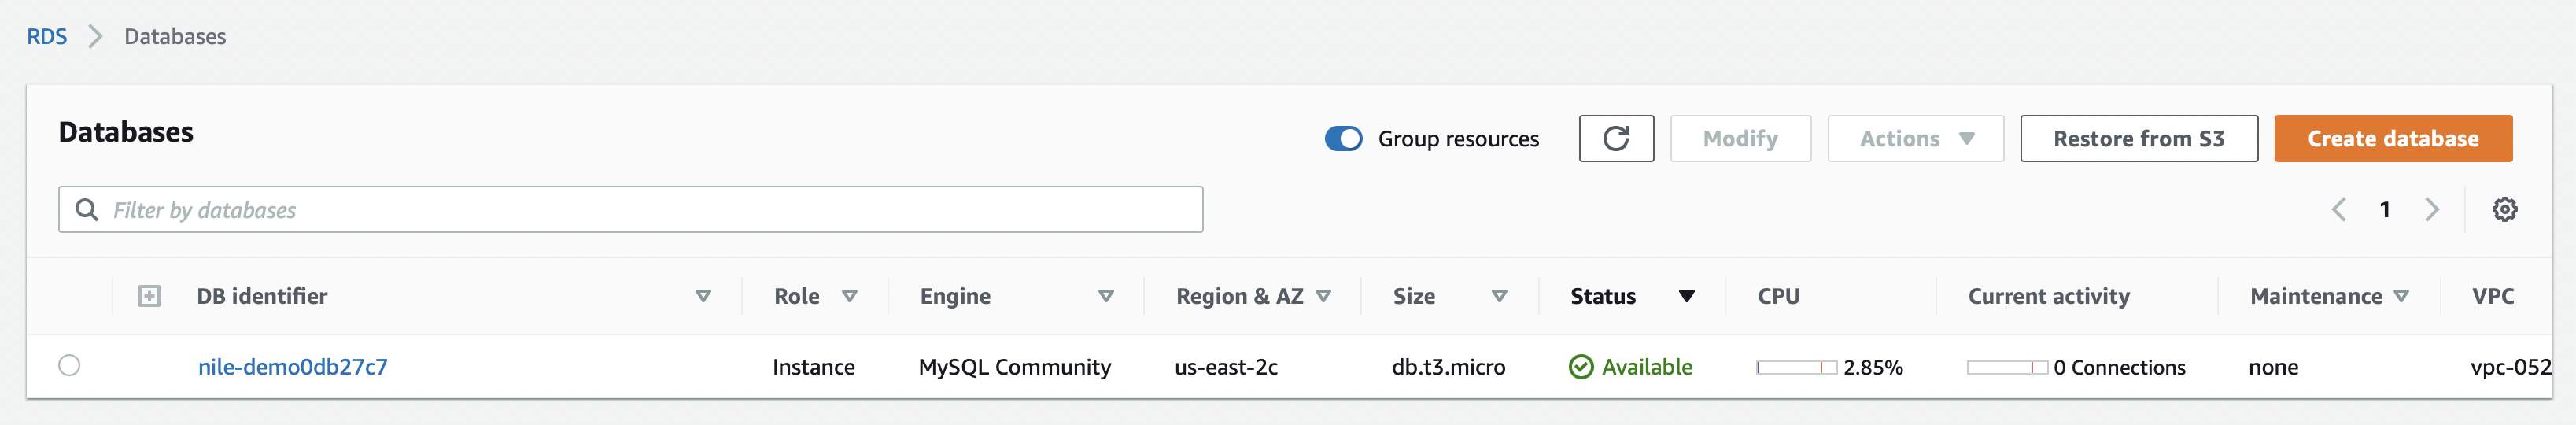 RDS > Databases
Databases
Group resources Modify Actions Restore from S3 Create database
Filter by databases 1
DB identifier Role Engine Region & AZ Size Status CPU Current activity Maintenance VPC
nile-demo0db27c7 Instance MySQL Community us-east-2c db.t3.micro Available 2.85% 0 Connections none vpc-052